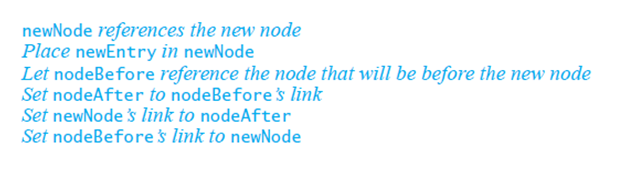 newNode references the new node
Place newEntry in newNode
Let nodeBefore reference the node that will be before the new node
Set nodeAfter to nodeBefore's link
Set newNode's link to nodeAfter
Set nodeBefore's link to newNode